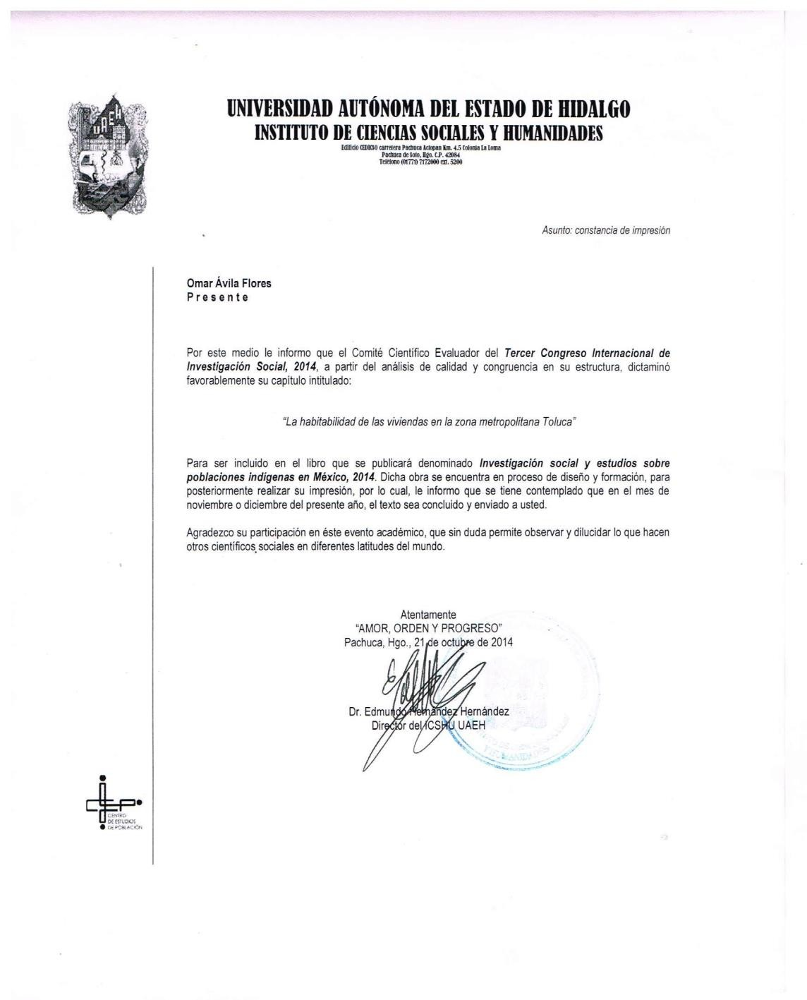 UNIVERSIDAD AUTÓNOMA DEL ESTADO DE HIDALGO
INSTITUTO DE CIENCIAS SOCIALES Y HUMANIDADES
Edificio CEDICSO carretera Pachuca Actopan Km. 4.5 Colonia La Loma
Pachuca de Soto, Hgo. C.P. 42084
Teléfono (01771) 7172000 ext. 5200
UAEH
Asunto: constancia de impresión
Omar Ávila Flores
Presente
Por este medio le informo que el Comité Científico Evaluador del Tercer Congreso Internacional de
Investigación Social, 2014, a partir del análisis de calidad y congruencia en su estructura, dictaminó
favorablemente su capítulo intitulado:
“La habitabilidad de las viviendas en la zona metropolitana Toluca”
Para ser incluido en el libro que se publicará denominado Investigación social y estudios sobre
poblaciones indígenas en México, 2014. Dicha obra se encuentra en proceso de diseño y formación, para
posteriormente realizar su impresión, por lo cual, le informo que se tiene contemplado que en el mes de
noviembre o diciembre del presente año, el texto sea concluido y enviado a usted.
Agradezco su participación en éste evento académico, que sin duda permite observar y dilucidar lo que hacen
otros científicos sociales en diferentes latitudes del mundo.
Atentamente
“AMOR, ORDEN Y PROGRESO”
Pachuca, Hgo., 21 de octubre de 2014
Dr. Edmundo Hernández Hernández
Director del ICSHU UAEH
Y HUMANIDADES
CENTRO
DE ESTUDIOS
DE POBLACIÓN